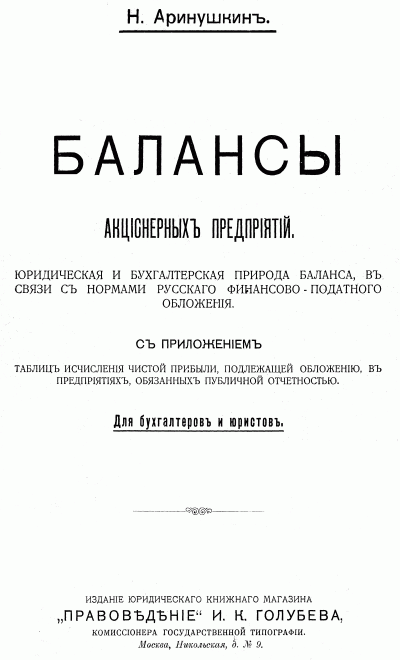 Н. Аринушкинъ.
БАЛАНСЫ
АКЦІОНЕРНЫХЪ ПРЕДПРІЯТІЙ.
ЮРИДИЧЕСКАЯ И БУХГАЛТЕРСКАЯ ПРИРОДА БАЛАНСА, ВЪ
СВЯЗИ СЪ НОРМАМИ РУССКАГО ФИНАНСОВО-ПОДАТНОГО
ОБЛОЖЕНІЯ.
СЪ ПРИЛОЖЕНІЕМЪ
ТАБЛИЦЪ ИСЧИСЛЕНІЯ ЧИСТОЙ ПРИБЫЛИ, ПОДЛЕЖАЩЕЙ ОБЛОЖЕНІЮ, ВЪ
ПРЕДПРІЯТІЯХЪ, ОБЯЗАННЫХЪ ПУБЛИЧНОЙ ОТЧЕТНОСТЬЮ.
Для бухгалтеровъ и юристовъ.
ИЗДАНІЕ ЮРИДИЧЕСКАГО КНИЖНАГО МАГАЗИНА
„ПРАВОВѢДѢНІЕ“ И. К. ГОЛУБЕВА,
КОМИССІОНЕРА ГОСУДАРСТВЕННОЙ ТИПОГРАФІИ.
Москва, Никольская, д. № 9.